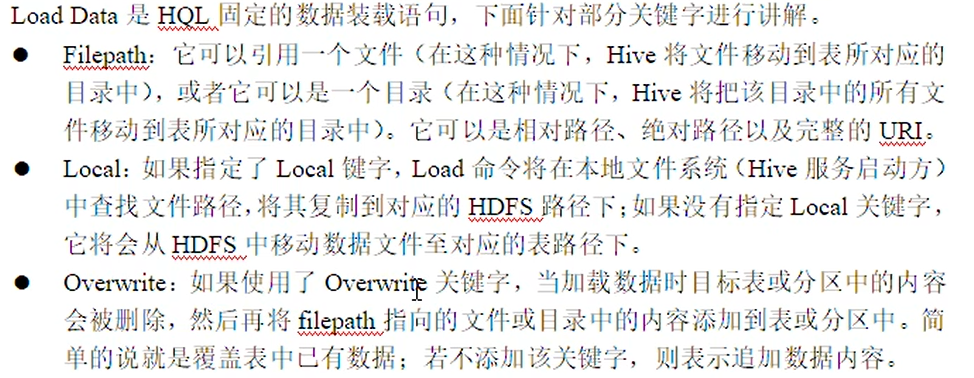 Load Data 是 HQL 固定的数据装载语句，下面针对部分关键字进行讲解。
● Filepath：它可以引用一个文件（在这种情况下，Hive 将文件移动到表所对应的
目录中），或者它可以是一个目录（在这种情况下，Hive 将把该目录中的所有文
件移动到表所对应的目录中）。它可以是相对路径、绝对路径以及完整的 URI。
● Local：如果指定了 Local 键字，Load 命令将在本地文件系统（Hive 服务启动方）
中查找文件路径，将其复制到对应的 HDFS 路径下；如果没有指定 Local 关键字，
它将会从 HDFS 中移动数据文件至对应的表路径下。
● Overwrite：如果使用了 Overwrite 关键字，当加载数据时目标表或分区中的内容
会被删除，然后再将 filepath 指向的文件或目录中的内容添加到表或分区中。简
单的说就是覆盖表中已有数据；若不添加该关键字，则表示追加数据内容。